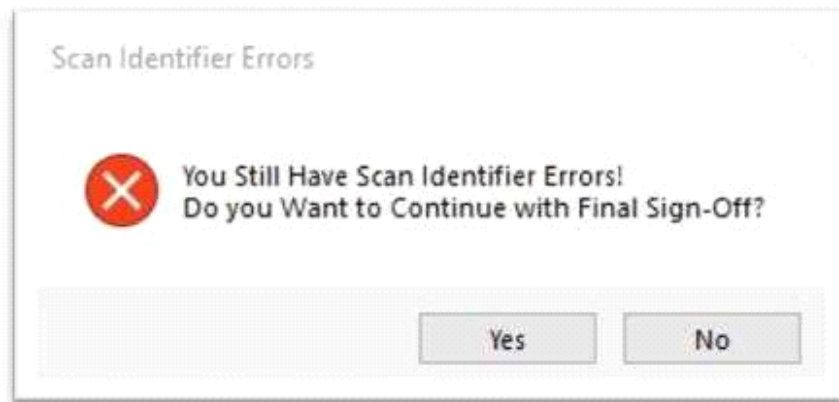 Scan Identifier Errors
You Still Have Scan Identifier Errors!
Do you Want to Continue with Final Sign-Off?
Yes
No